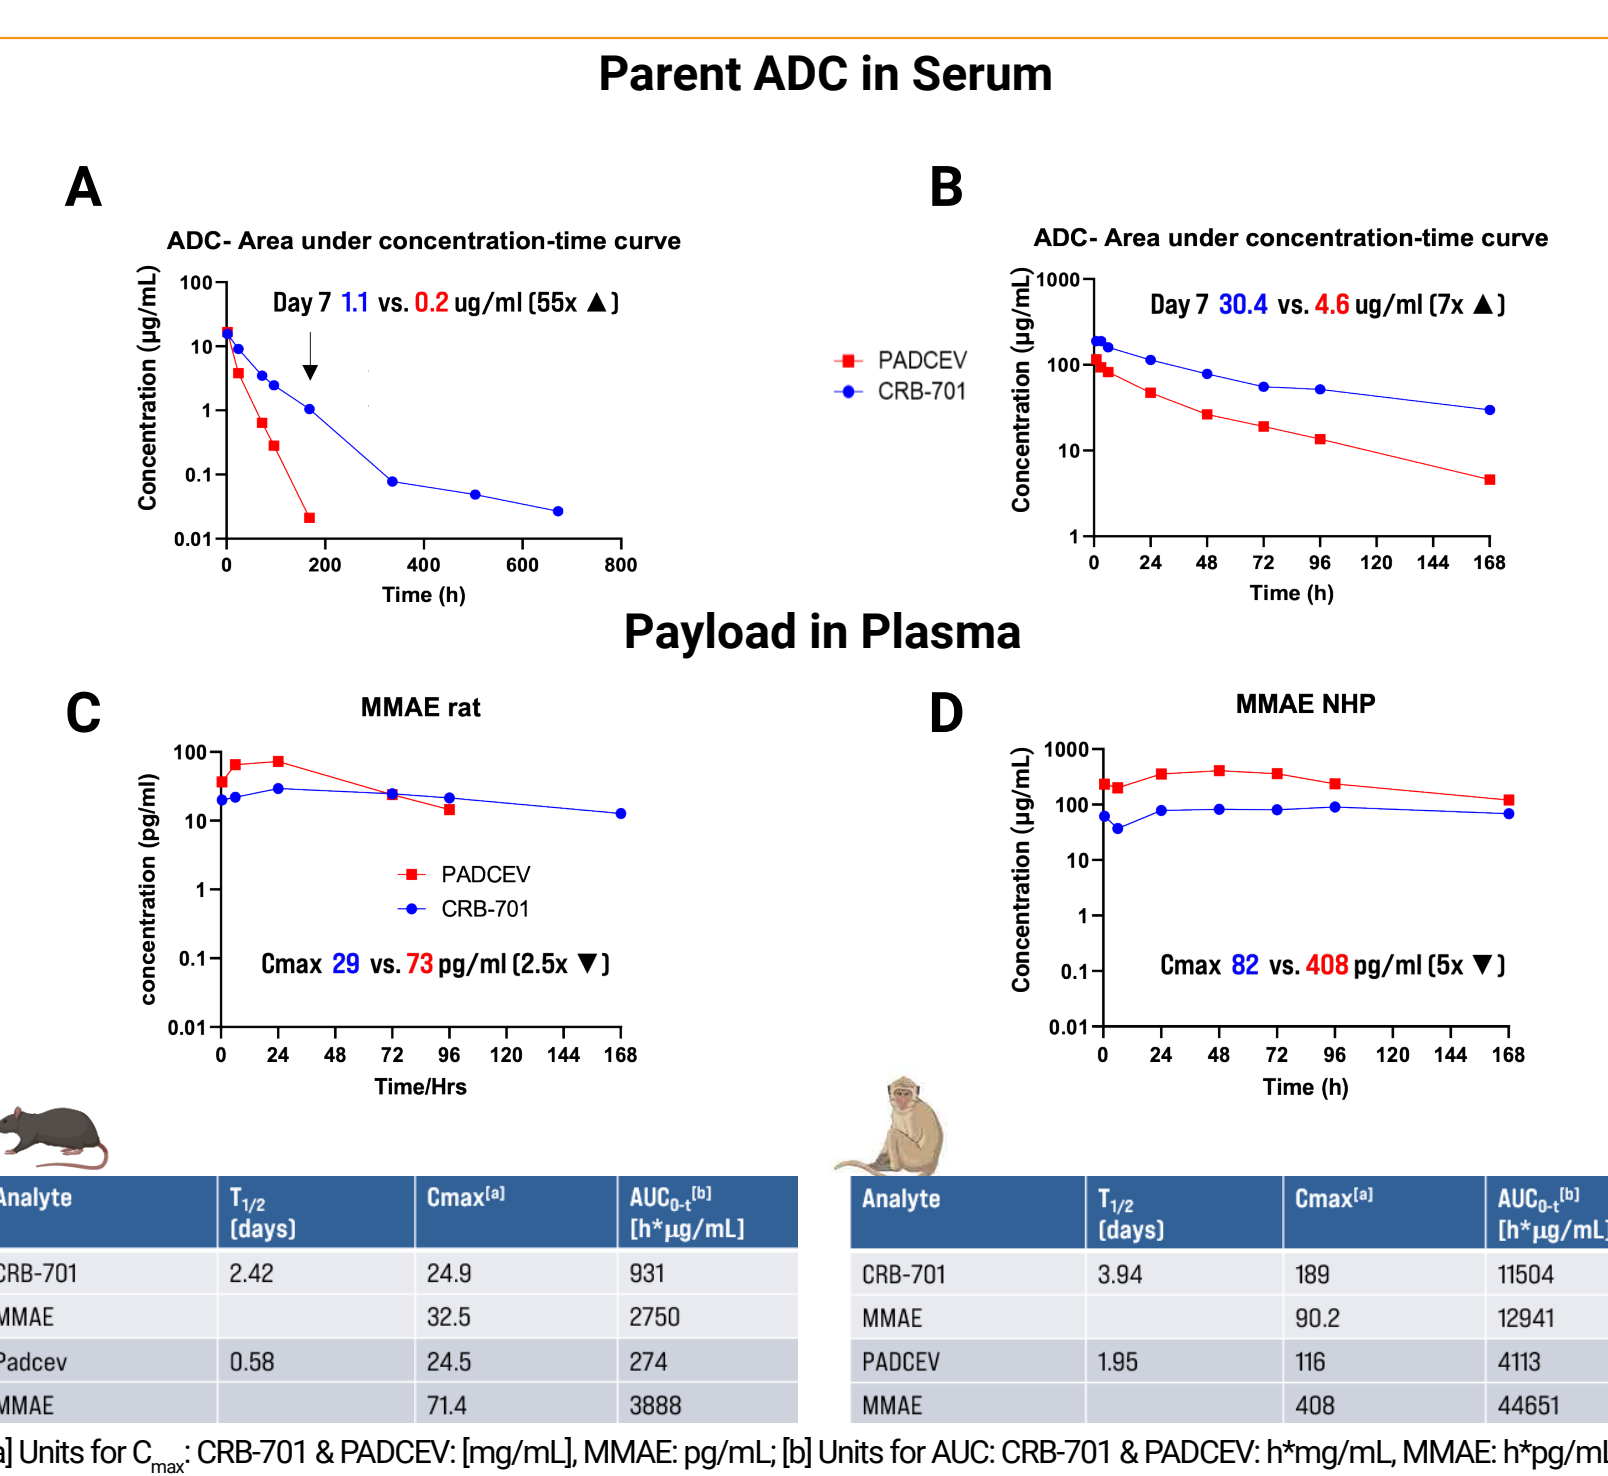 Parent ADC in Serum
A
ADC- Area under concentration-time curve
Concentration (µg/mL)
100
10
1
0.1
0.01
Day 7 1.1 vs. 0.2 ug/ml (55x ▲)
0 200 400 600 800
Time (h)
PADCEV
CRB-701
B
ADC- Area under concentration-time curve
Concentration (µg/mL)
1000
100
10
1
Day 7 30.4 vs. 4.6 ug/ml (7x ▲)
0 24 48 72 96 120 144 168
Time (h)
Payload in Plasma
C
MMAE rat
concentration (pg/ml)
100
10
1
0.1
0.01
PADCEV
CRB-701
Cmax 29 vs. 73 pg/ml (2.5x ▼)
0 24 48 72 96 120 144 168
Time/Hrs
D
MMAE NHP
Concentration (µg/mL)
1000
100
10
1
0.1
0.01
Cmax 82 vs. 408 pg/ml (5x ▼)
0 24 48 72 96 120 144 168
Time (h)
Analyte T1/2 (days) Cmax[a] AUC0-t[b] [h*µg/mL]
CRB-701 2.42 24.9 931
MMAE 32.5 2750
Padcev 0.58 24.5 274
MMAE 71.4 3888
Analyte T1/2 (days) Cmax[a] AUC0-t[b] [h*µg/mL]
CRB-701 3.94 189 11504
MMAE 90.2 12941
PADCEV 1.95 116 4113
MMAE 408 44651
a] Units for Cmax: CRB-701 & PADCEV: [mg/mL], MMAE: pg/mL; [b] Units for AUC: CRB-701 & PADCEV: h*mg/mL, MMAE: h*pg/mL